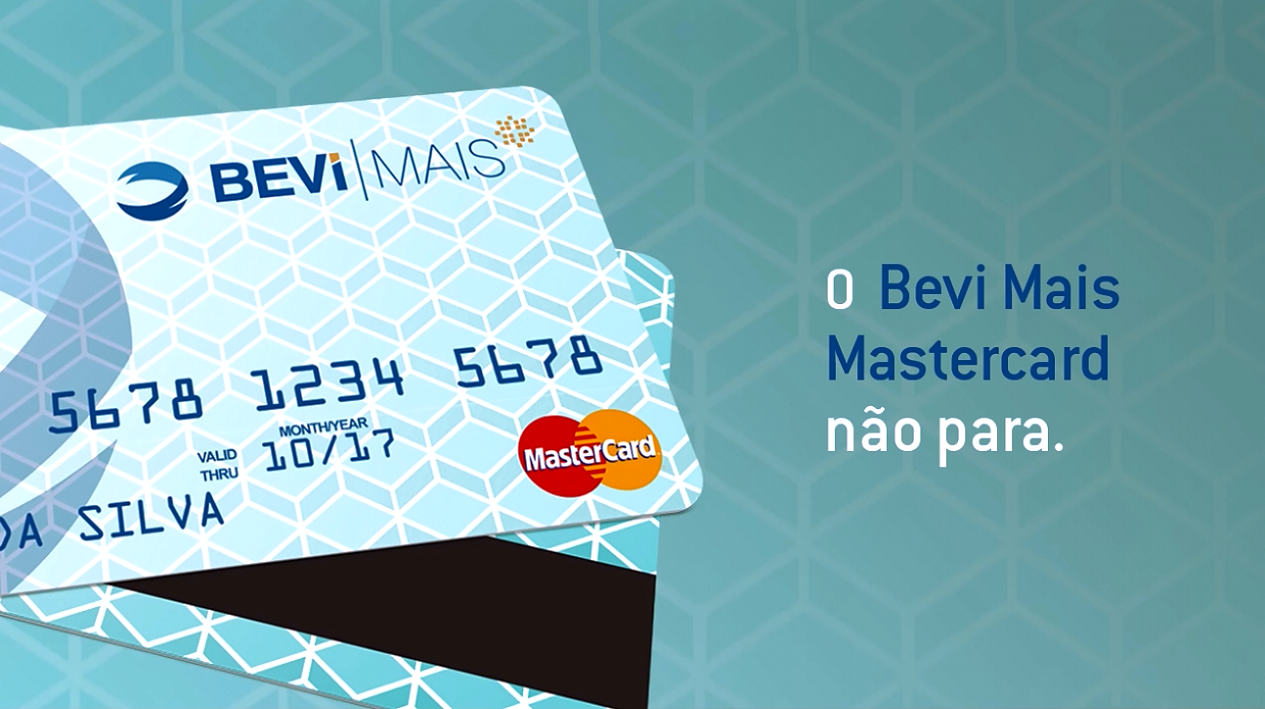 BEVi|MAIS
5678 1234 5678
MONTH/YEAR
VALID THRU 10/17
DA SILVA
MasterCard
O Bevi Mais
Mastercard
não para.